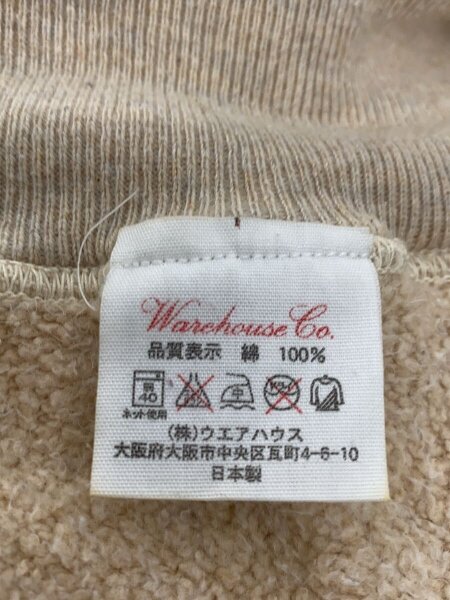 Warehouse Co.
品質表示 綿 100%
弱
40 中
ネット使用
(株)ウエアハウス
大阪府大阪市中央区瓦町4-6-10
日本製